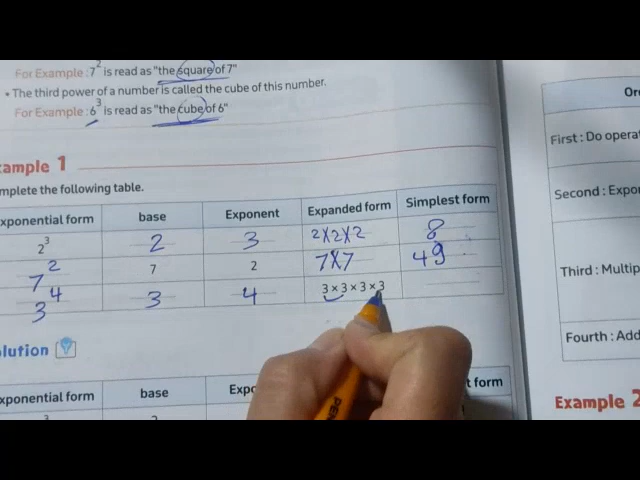 For Example : 7² is read as "the square of 7"
• The third power of a number is called the cube of this number.
For Example : 6³ is read as "the cube of 6"
ample 1
mplete the following table.
xponential form base Exponent Expanded form Simplest form
2³ 2 3 2×2×2 8
7² 7 2 7×7 49
3⁴ 3 4 3 × 3 × 3 × 3
lution
xponential form base Expo t form
PEN
Or
First : Do operat
Second : Expo
Third : Multip
Fourth : Add
Example 2